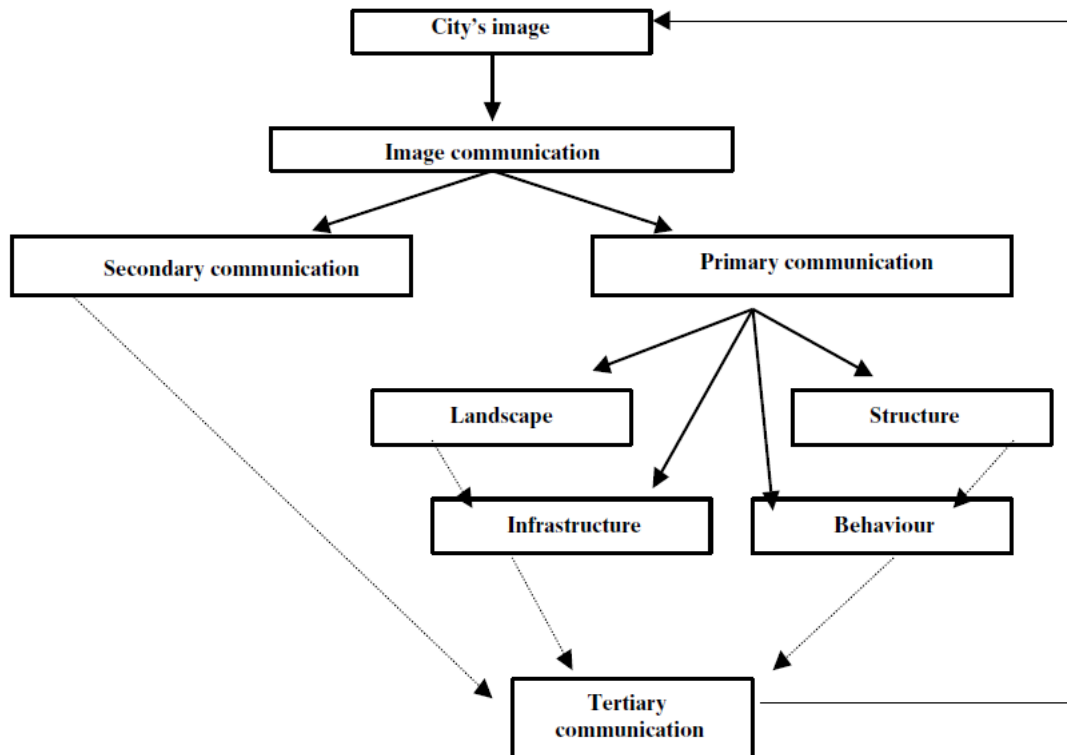 City's image
Image communication
Secondary communication
Primary communication
Landscape
Structure
Infrastructure
Behaviour
Tertiary
communication